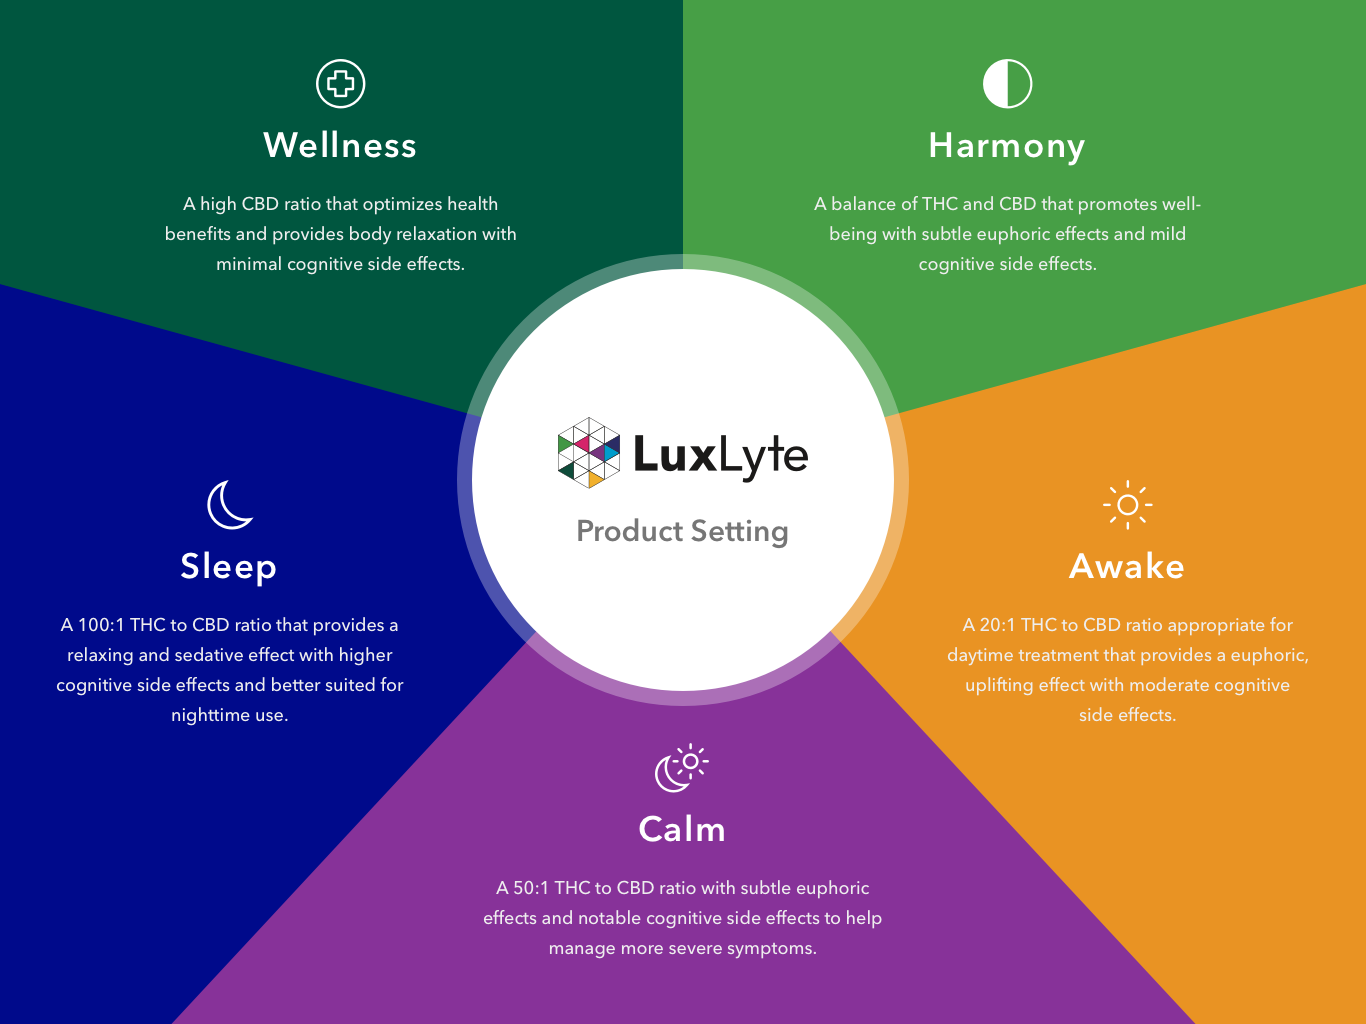 Wellness
A high CBD ratio that optimizes health
benefits and provides body relaxation with
minimal cognitive side effects.
Harmony
A balance of THC and CBD that promotes well-
being with subtle euphoric effects and mild
cognitive side effects.
LuxLyte
Product Setting
Sleep
A 100:1 THC to CBD ratio that provides a
relaxing and sedative effect with higher
cognitive side effects and better suited for
nighttime use.
Awake
A 20:1 THC to CBD ratio appropriate for
daytime treatment that provides a euphoric,
uplifting effect with moderate cognitive
side effects.
Calm
A 50:1 THC to CBD ratio with subtle euphoric
effects and notable cognitive side effects to help
manage more severe symptoms.